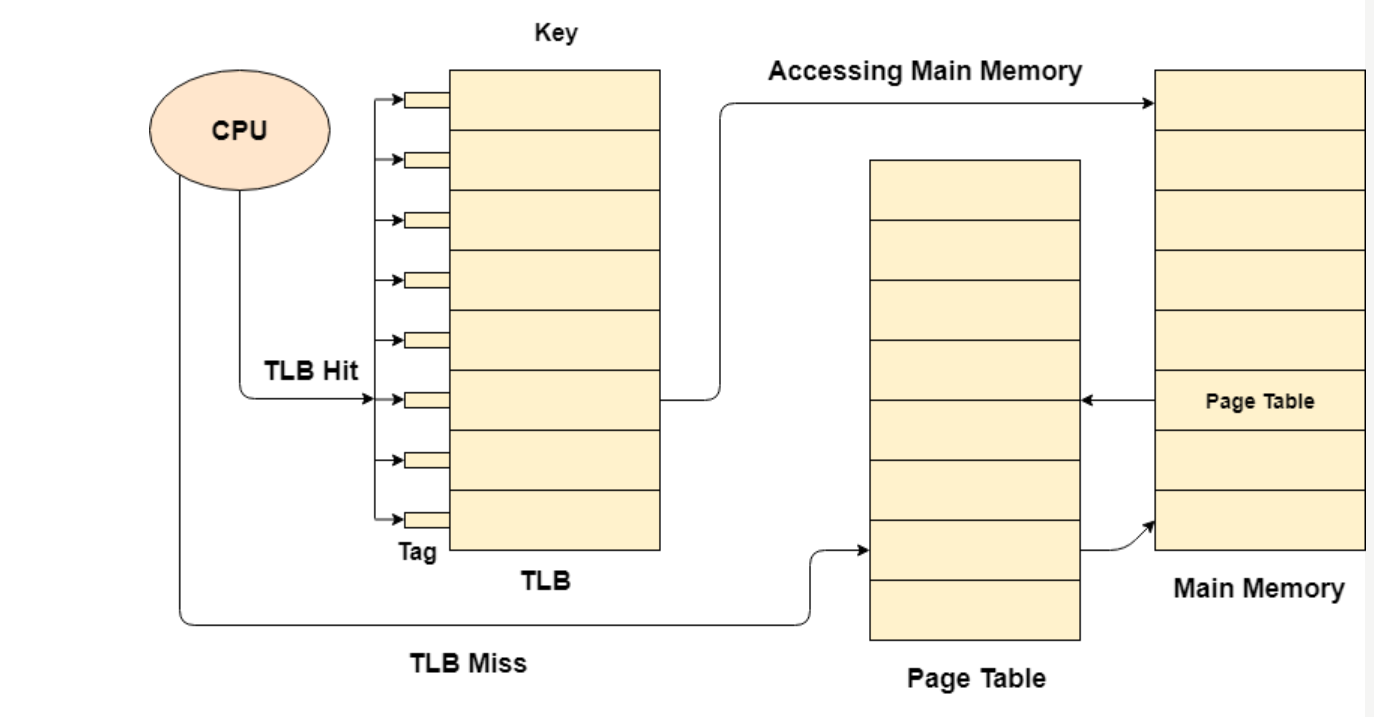 Key
Accessing Main Memory
CPU
TLB Hit
Page Table
Tag
TLB
Main Memory
TLB Miss
Page Table